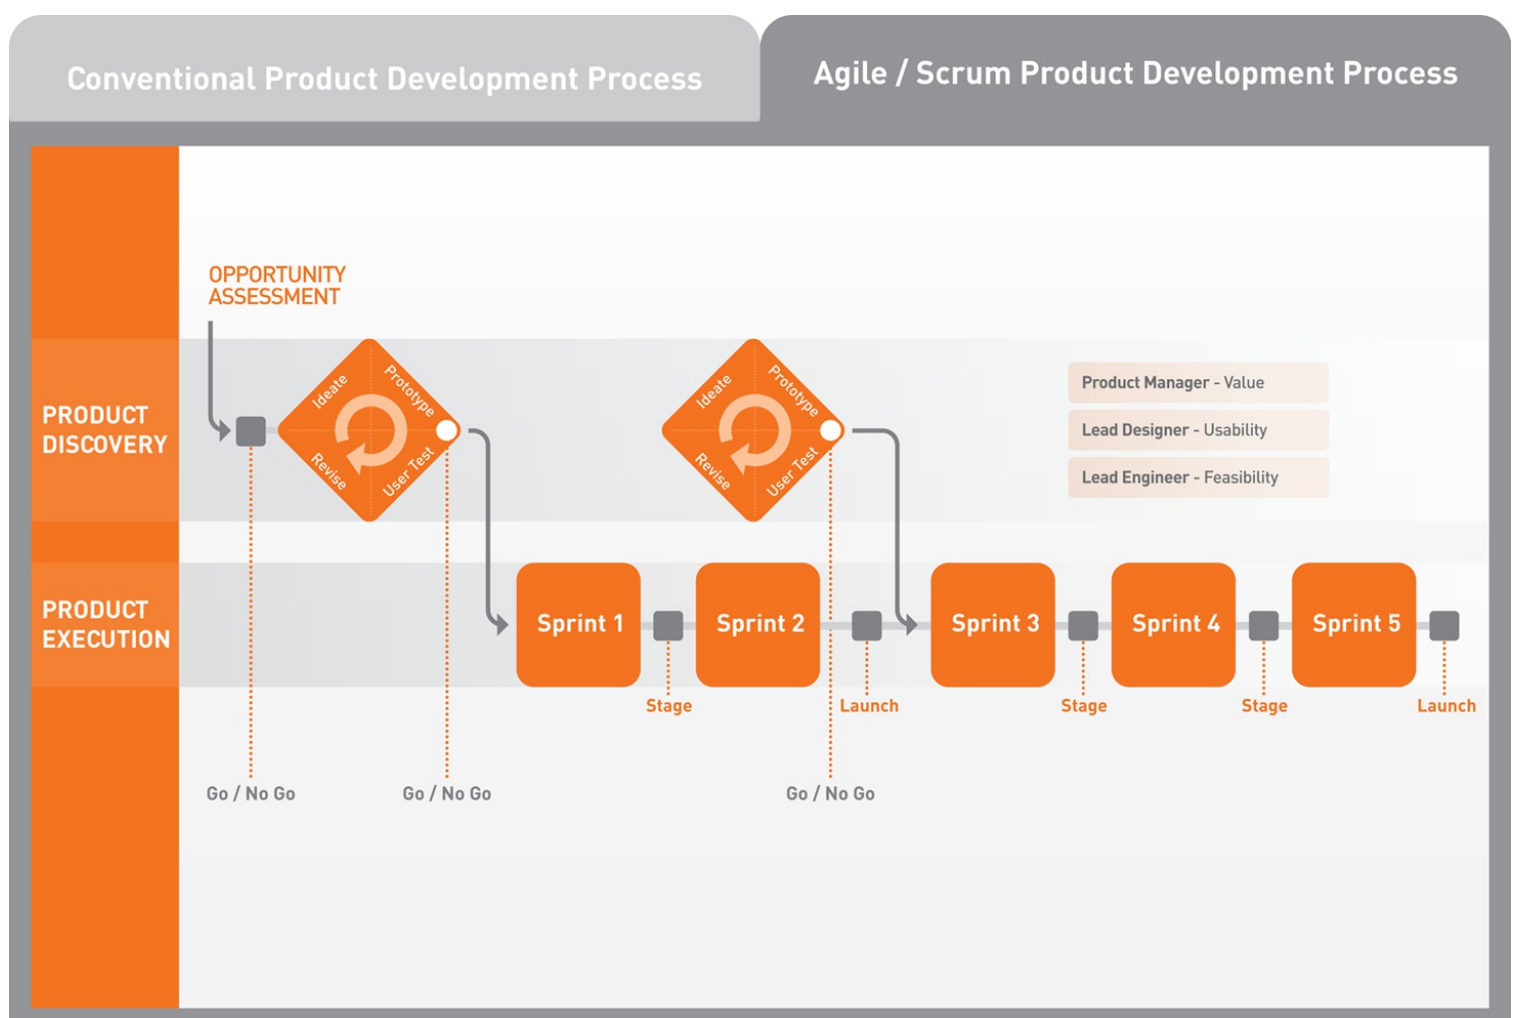 Conventional Product Development Process
Agile / Scrum Product Development Process
OPPORTUNITY
ASSESSMENT
PRODUCT
DISCOVERY
Ideate
Prototype
Revise
User Test
Ideate
Prototype
Revise
User Test
Product Manager - Value
Lead Designer - Usability
Lead Engineer - Feasibility
PRODUCT
EXECUTION
Sprint 1
Sprint 2
Sprint 3
Sprint 4
Sprint 5
Stage
Launch
Stage
Stage
Launch
Go / No Go
Go / No Go
Go / No Go